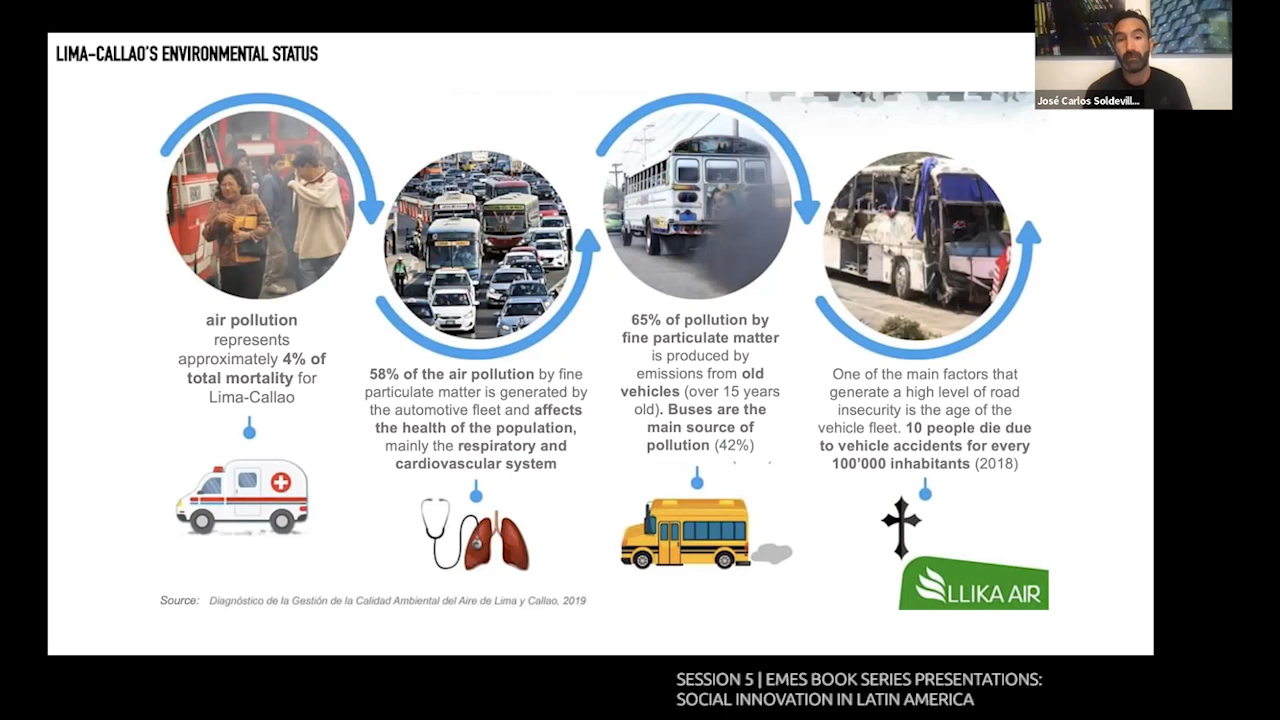 LIMA-CALLAO'S ENVIRONMENTAL STATUS
José Carlos Soldevill...
air pollution
represents
approximately 4% of
total mortality for
Lima-Callao
58% of the air pollution by fine
particulate matter is generated by
the automotive fleet and affects
the health of the population,
mainly the respiratory and
cardiovascular system
65% of pollution by
fine particulate matter
is produced by
emissions from old
vehicles (over 15 years
old). Buses are the
main source of
pollution (42%)
One of the main factors that
generate a high level of road
insecurity is the age of the
vehicle fleet. 10 people die due
to vehicle accidents for every
100'000 inhabitants (2018)
Source: Diagnóstico de la Gestión de la Calidad Ambiental del Aire de Lima y Callao, 2019
LLIKA AIR
SESSION 5 | EMES BOOK SERIES PRESENTATIONS:
SOCIAL INNOVATION IN LATIN AMERICA